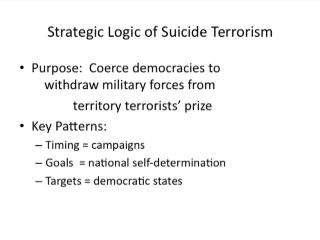 Strategic Logic of Suicide Terrorism
• Purpose: Coerce democracies to
withdraw military forces from
territory terrorists’ prize
• Key Patterns:
– Timing = campaigns
– Goals = national self-determination
– Targets = democratic states